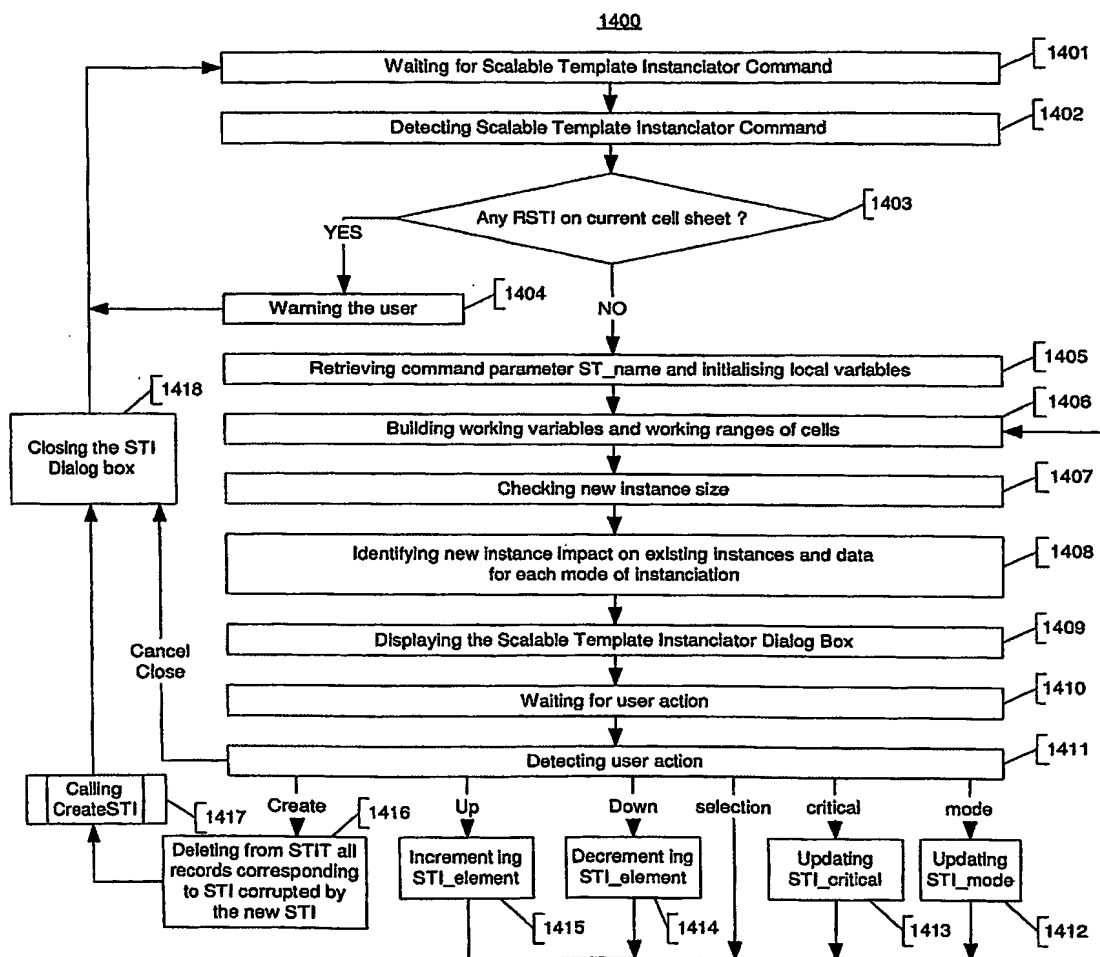 1400
Waiting for Scalable Template Instanciator Command
1401
Detecting Scalable Template Instanciator Command
1402
Any RSTI on current cell sheet ?
1403
YES
Warning the user
1404
NO
Retrieving command parameter ST_name and initialising local variables
1405
1418
Closing the STI
Dialog box
Building working variables and working ranges of cells
1406
Checking new instance size
1407
Identifying new instance impact on existing instances and data
for each mode of instanciation
1408
Displaying the Scalable Template Instanciator Dialog Box
1409
Cancel
Close
Waiting for user action
1410
Detecting user action
1411
Calling
CreateSTI
1417
Create
1416
Up
Down
selection
critical
mode
Deleting from STIT all
records corresponding
to STI corrupted by
the new STI
Increment ing
STI_element
1415
Decrement ing
STI_element
1414
Updating
STI_critical
1413
Updating
STI_mode
1412